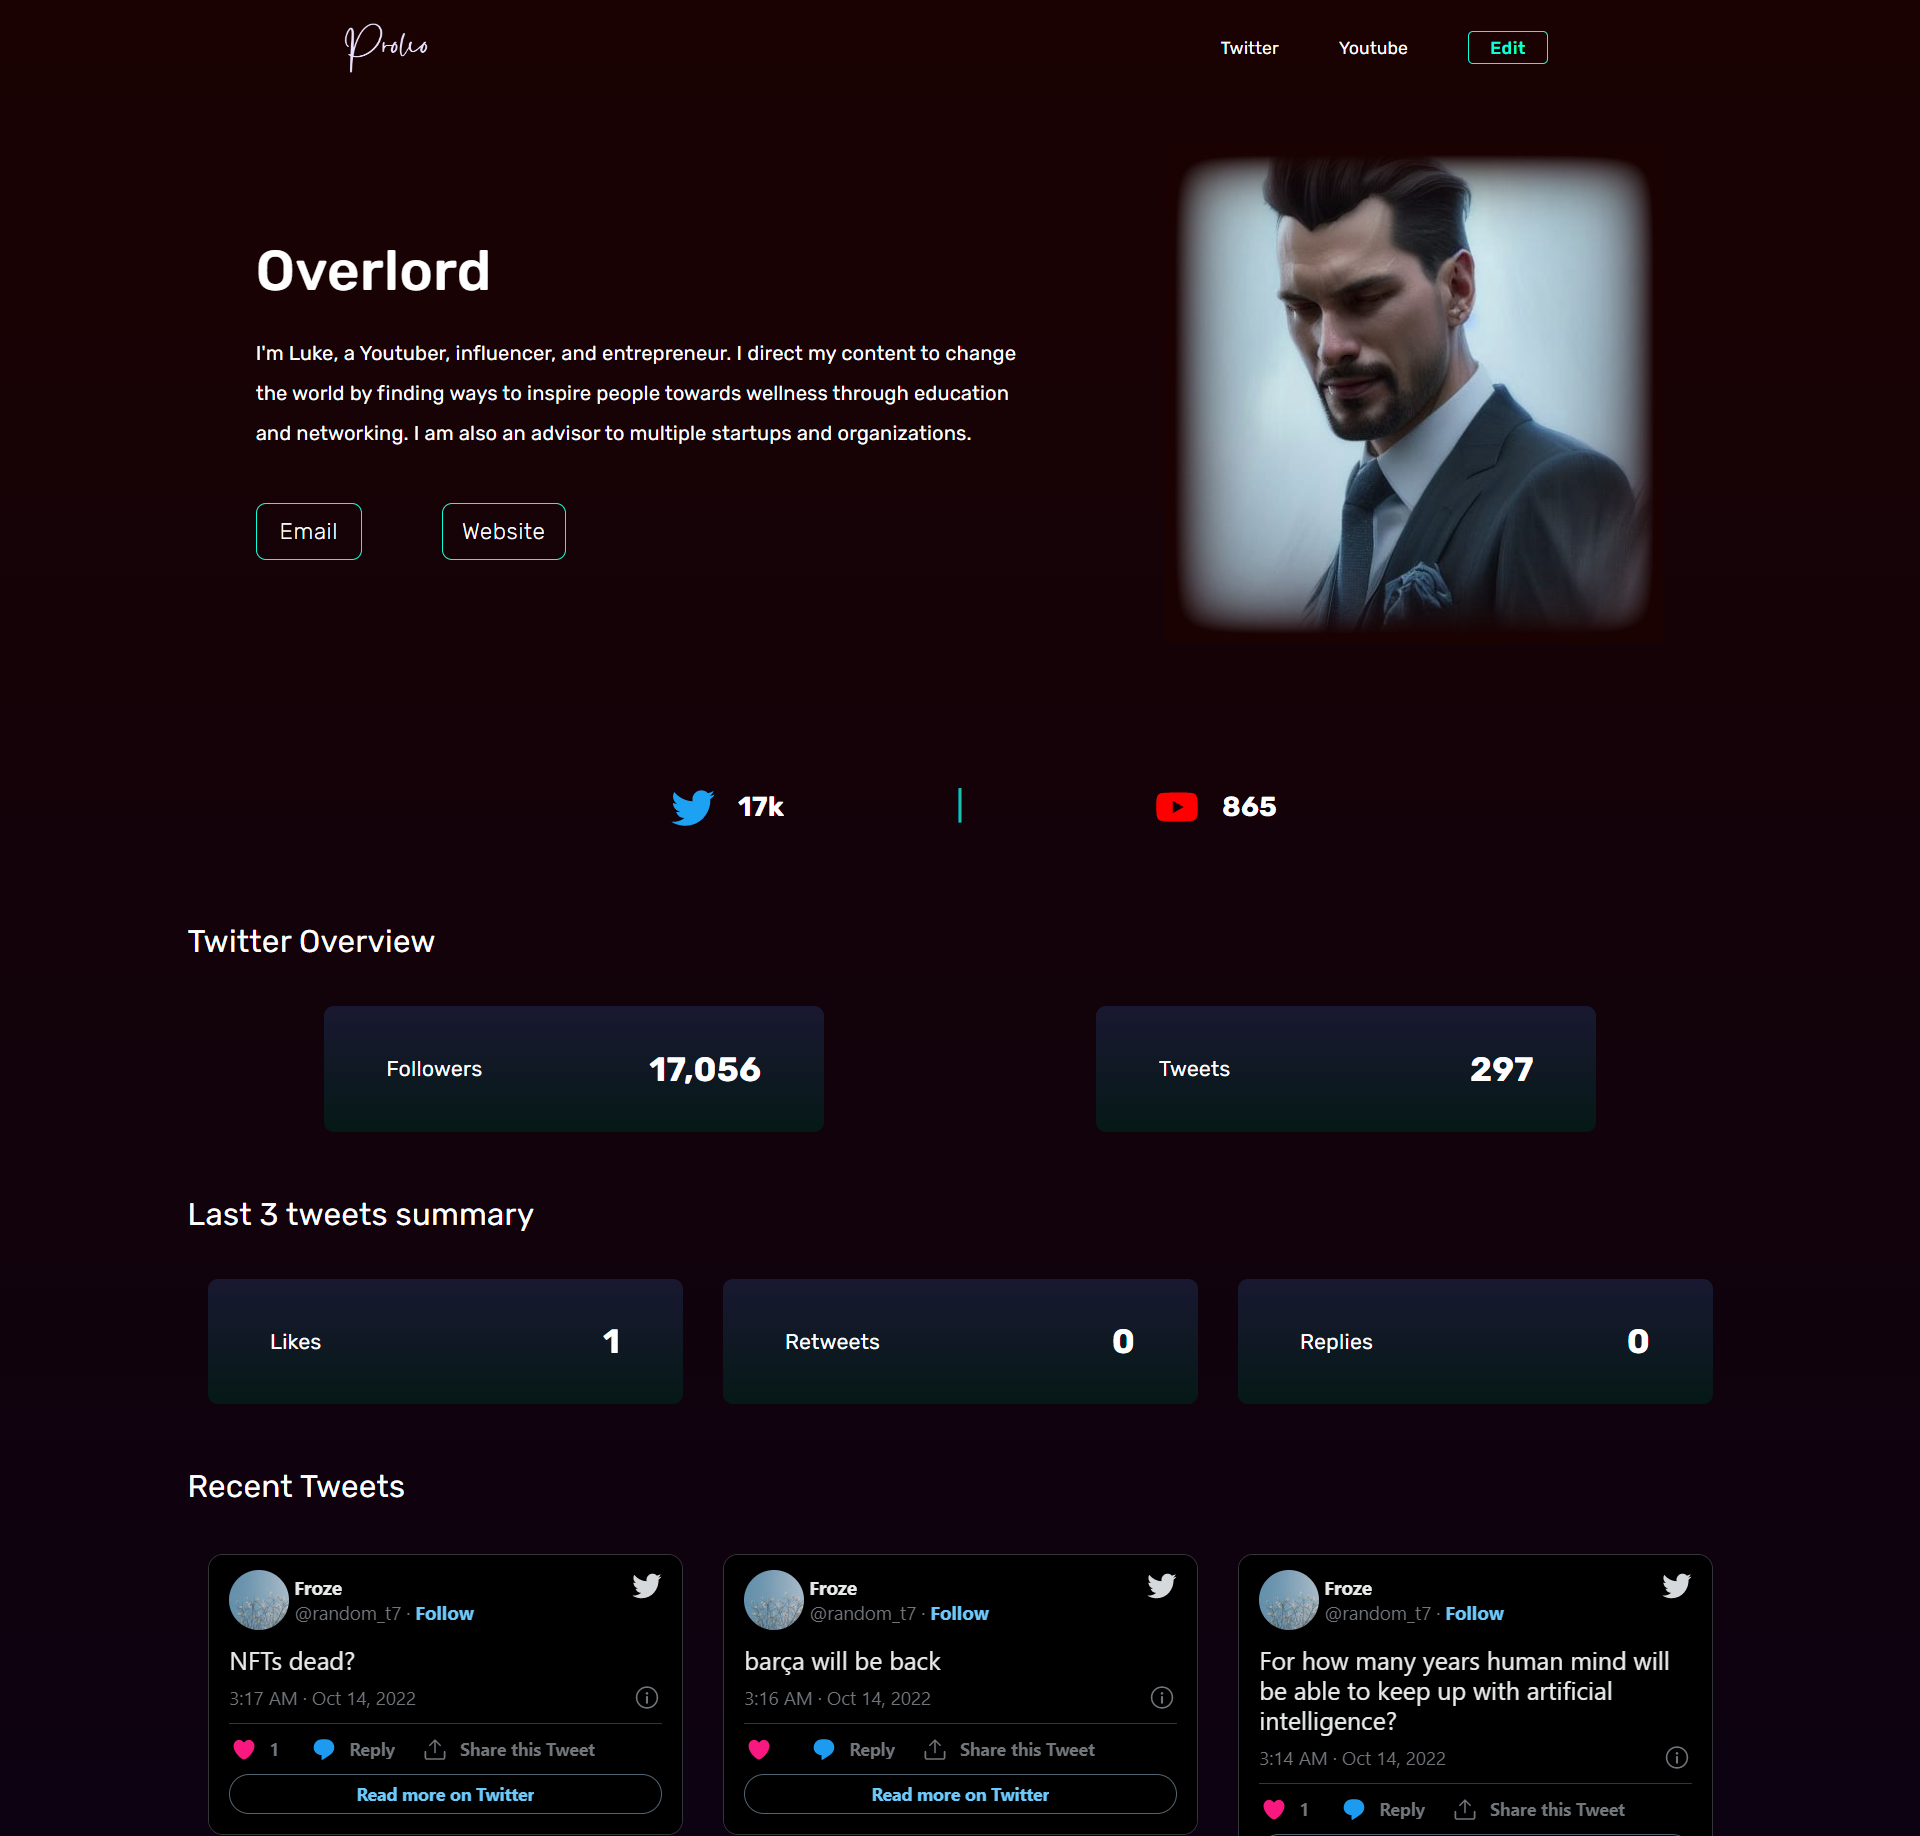 Proleo
Twitter
Youtube
Edit
Overlord
I'm Luke, a Youtuber, influencer, and entrepreneur. I direct my content to change
the world by finding ways to inspire people towards wellness through education
and networking. I am also an advisor to multiple startups and organizations.
Email
Website
17k
865
Twitter Overview
Followers
17,056
Tweets
297
Last 3 tweets summary
Likes
1
Retweets
0
Replies
0
Recent Tweets
Froze
@random_t7 · Follow
NFTs dead?
3:17 AM · Oct 14, 2022
1 Reply Share this Tweet
Read more on Twitter
Froze
@random_t7 · Follow
barça will be back
3:16 AM · Oct 14, 2022
Reply Share this Tweet
Read more on Twitter
Froze
@random_t7 · Follow
For how many years human mind will
be able to keep up with artificial
intelligence?
3:14 AM · Oct 14, 2022
1 Reply Share this Tweet